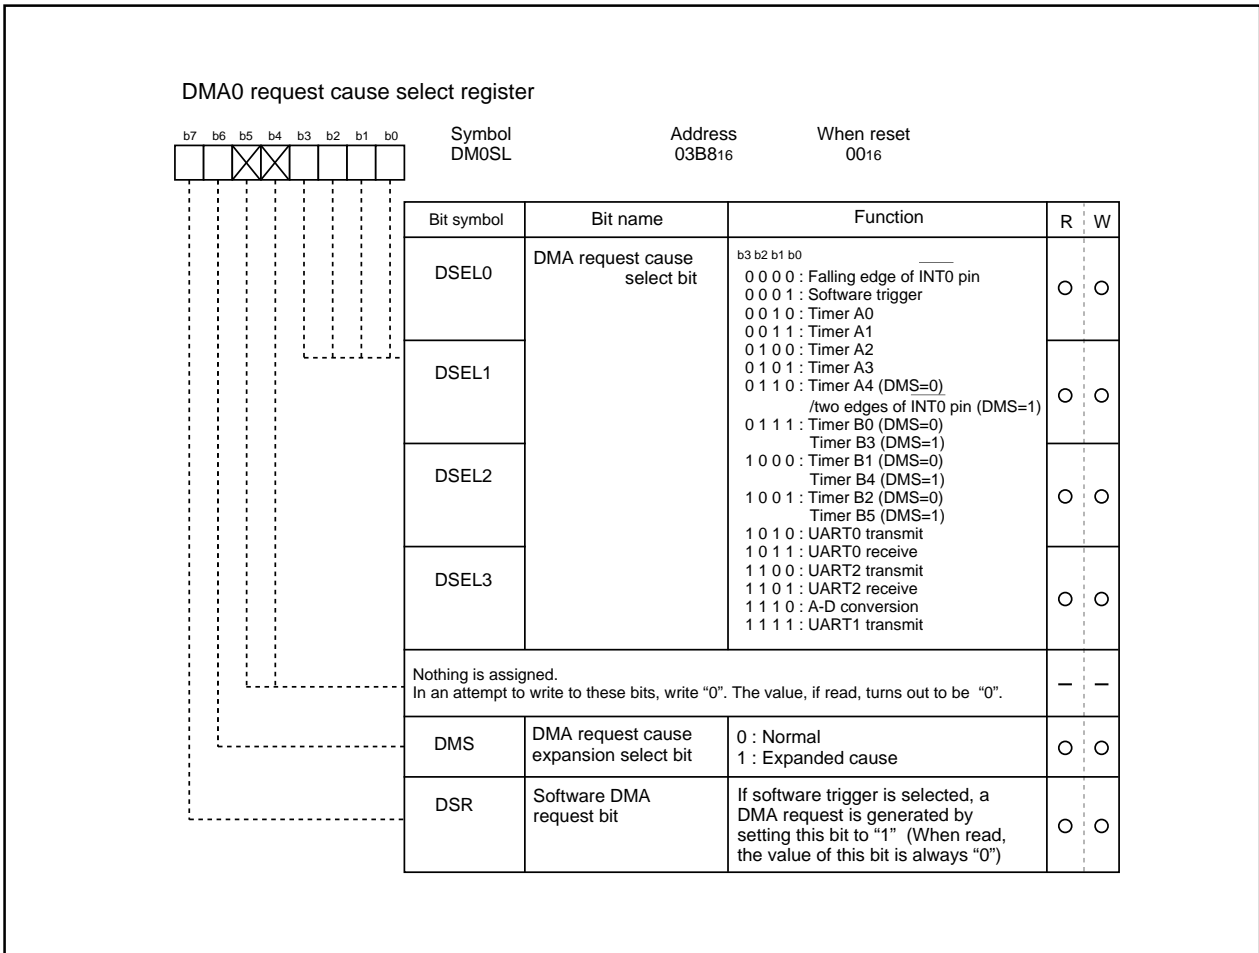 DMA0 request cause select register
b7 b6 b5 b4 b3 b2 b1 b0
Symbol Address When reset
DM0SL 03B816 0016
Bit symbol Bit name Function R W
DSEL0
DMA request cause
select bit
b3 b2 b1 b0
0 0 0 0 : Falling edge of INT0 pin
0 0 0 1 : Software trigger
0 0 1 0 : Timer A0
0 0 1 1 : Timer A1
0 1 0 0 : Timer A2
0 1 0 1 : Timer A3
0 1 1 0 : Timer A4 (DMS=0)
/two edges of INT0 pin (DMS=1)
0 1 1 1 : Timer B0 (DMS=0)
Timer B3 (DMS=1)
1 0 0 0 : Timer B1 (DMS=0)
Timer B4 (DMS=1)
1 0 0 1 : Timer B2 (DMS=0)
Timer B5 (DMS=1)
1 0 1 0 : UART0 transmit
1 0 1 1 : UART0 receive
1 1 0 0 : UART2 transmit
1 1 0 1 : UART2 receive
1 1 1 0 : A-D conversion
1 1 1 1 : UART1 transmit
DSEL1
DSEL2
DSEL3
Nothing is assigned.
In an attempt to write to these bits, write “0”. The value, if read, turns out to be “0”.
– –
DMS
DMA request cause
expansion select bit
0 : Normal
1 : Expanded cause
DSR
Software DMA
request bit
If software trigger is selected, a
DMA request is generated by
setting this bit to “1” (When read,
the value of this bit is always “0”)